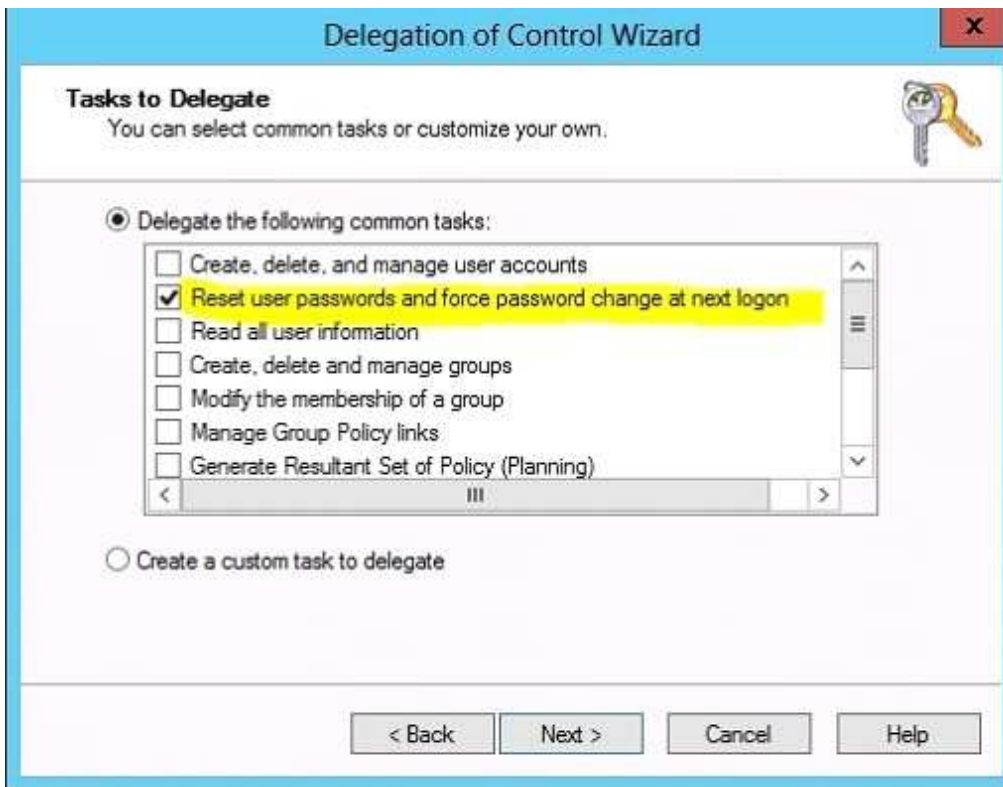 Delegation of Control Wizard
x
Tasks to Delegate
You can select common tasks or customize your own.
Delegate the following common tasks:
Create, delete, and manage user accounts
Reset user passwords and force password change at next logon
Read all user information
Create, delete and manage groups
Modify the membership of a group
Manage Group Policy links
Generate Resultant Set of Policy (Planning)
Create a custom task to delegate
< Back
Next >
Cancel
Help